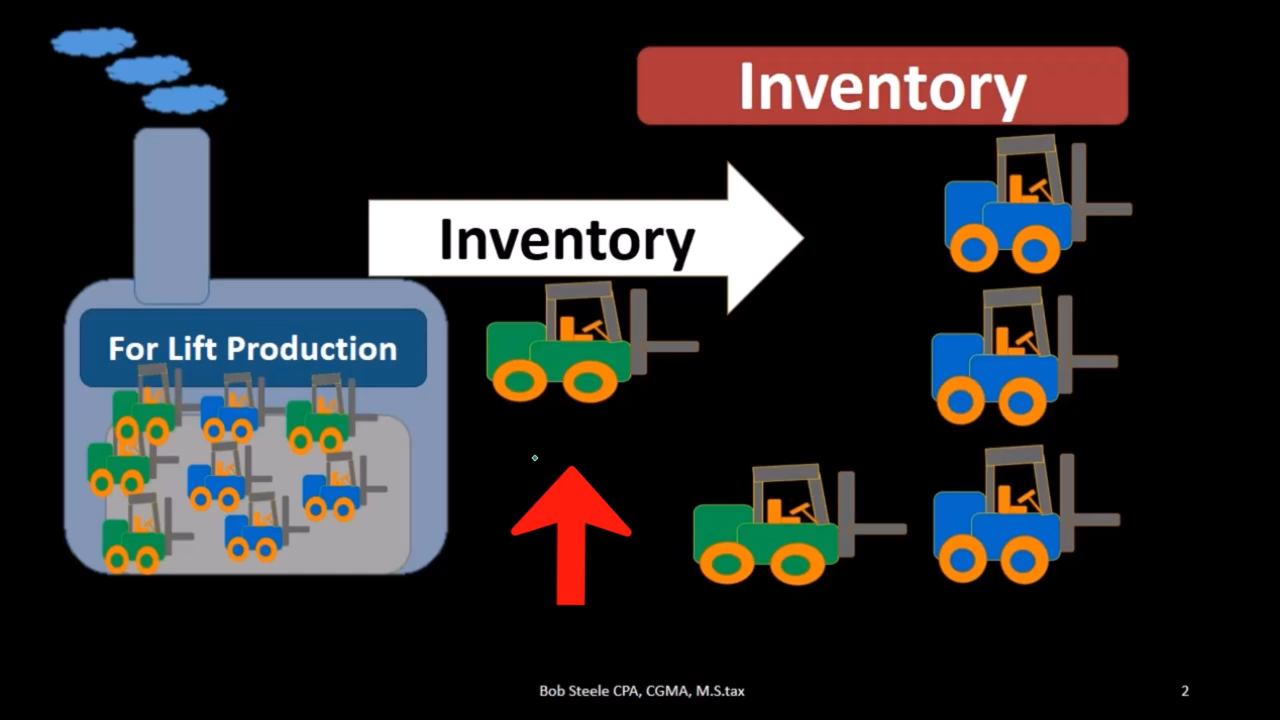 Inventory
Inventory
For Lift Production
Bob Steele CPA, CGMA, M.S.tax
2